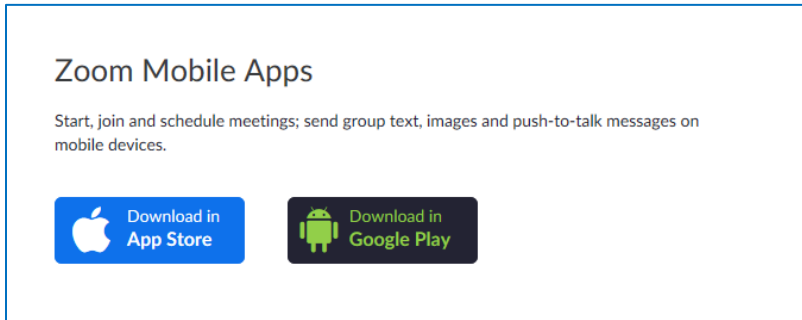 Zoom Mobile Apps
Start, join and schedule meetings; send group text, images and push-to-talk messages on
mobile devices.
Download in
App Store
Download in
Google Play